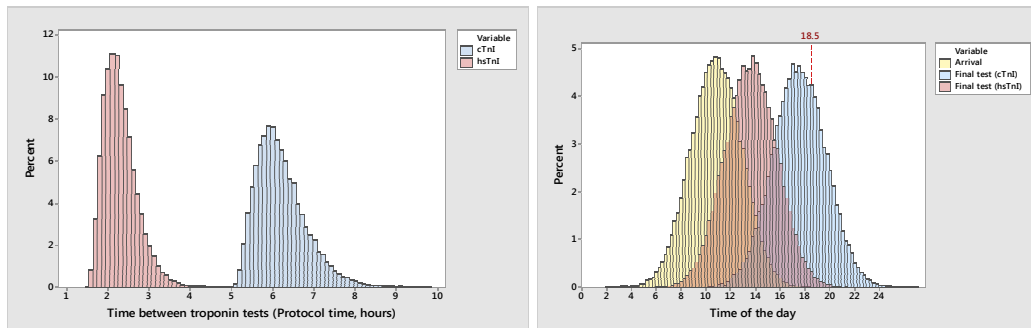 12
10
8
6
4
2
0
Percent
1 2 3 4 5 6 7 8 9 10
Time between troponin tests (Protocol time, hours)
Variable
cTnI
hsTnI
18.5
5
4
3
2
1
0
Percent
0 2 4 6 8 10 12 14 16 18 20 22 24
Time of the day
Variable
Arrival
Final test (cTnI)
Final test (hsTnI)